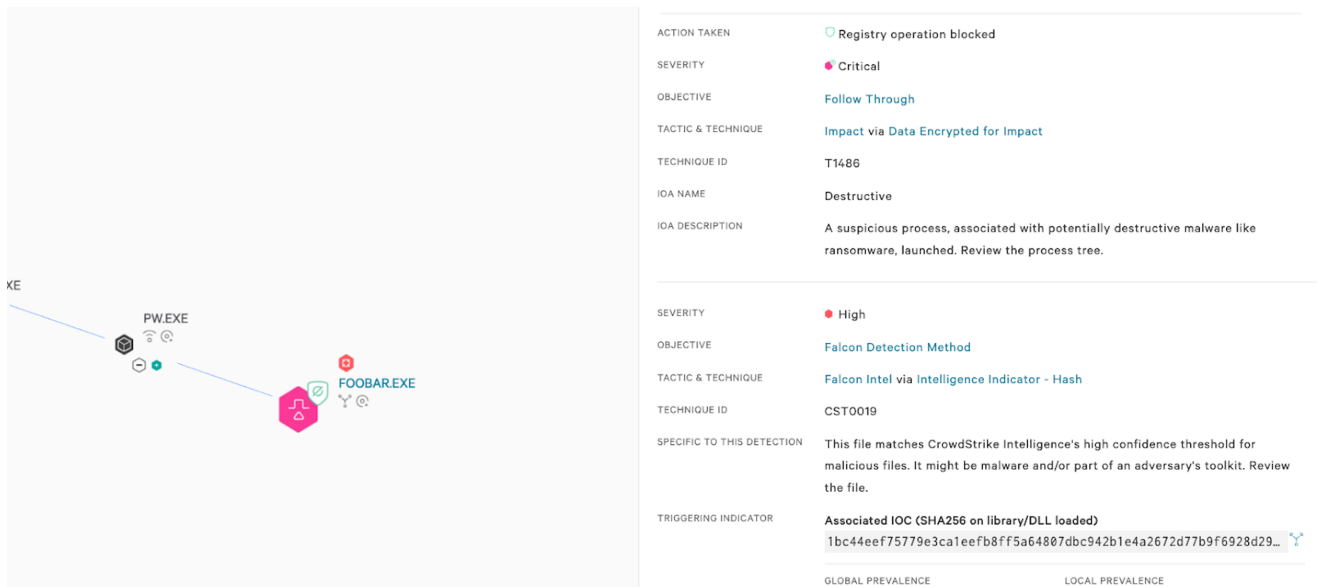 XE
PW.EXE
FOOBAR.EXE
ACTION TAKEN Registry operation blocked
SEVERITY Critical
OBJECTIVE Follow Through
TACTIC & TECHNIQUE Impact via Data Encrypted for Impact
TECHNIQUE ID T1486
IOA NAME Destructive
IOA DESCRIPTION A suspicious process, associated with potentially destructive malware like
ransomware, launched. Review the process tree.
SEVERITY High
OBJECTIVE Falcon Detection Method
TACTIC & TECHNIQUE Falcon Intel via Intelligence Indicator - Hash
TECHNIQUE ID CST0019
SPECIFIC TO THIS DETECTION This file matches CrowdStrike Intelligence's high confidence threshold for
malicious files. It might be malware and/or part of an adversary's toolkit. Review
the file.
TRIGGERING INDICATOR Associated IOC (SHA256 on library/DLL loaded)
1bc44eef75779e3ca1eefb8ff5a64807dbc942b1e4a2672d77b9f6928d29…
GLOBAL PREVALENCE LOCAL PREVALENCE